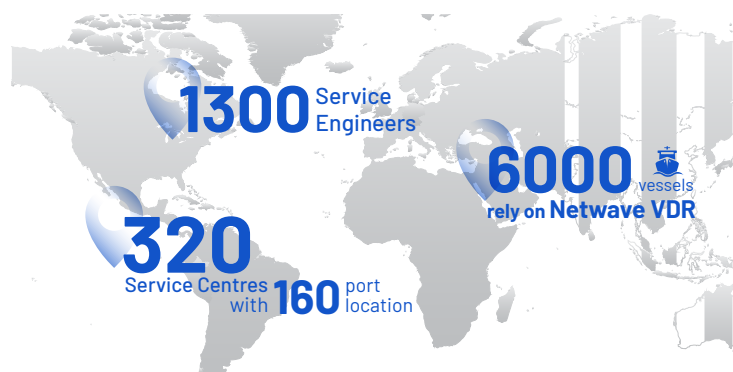 1300 Service
Engineers
6000 vessels
rely on Netwave VDR
320
Service Centres
with 160 port
location